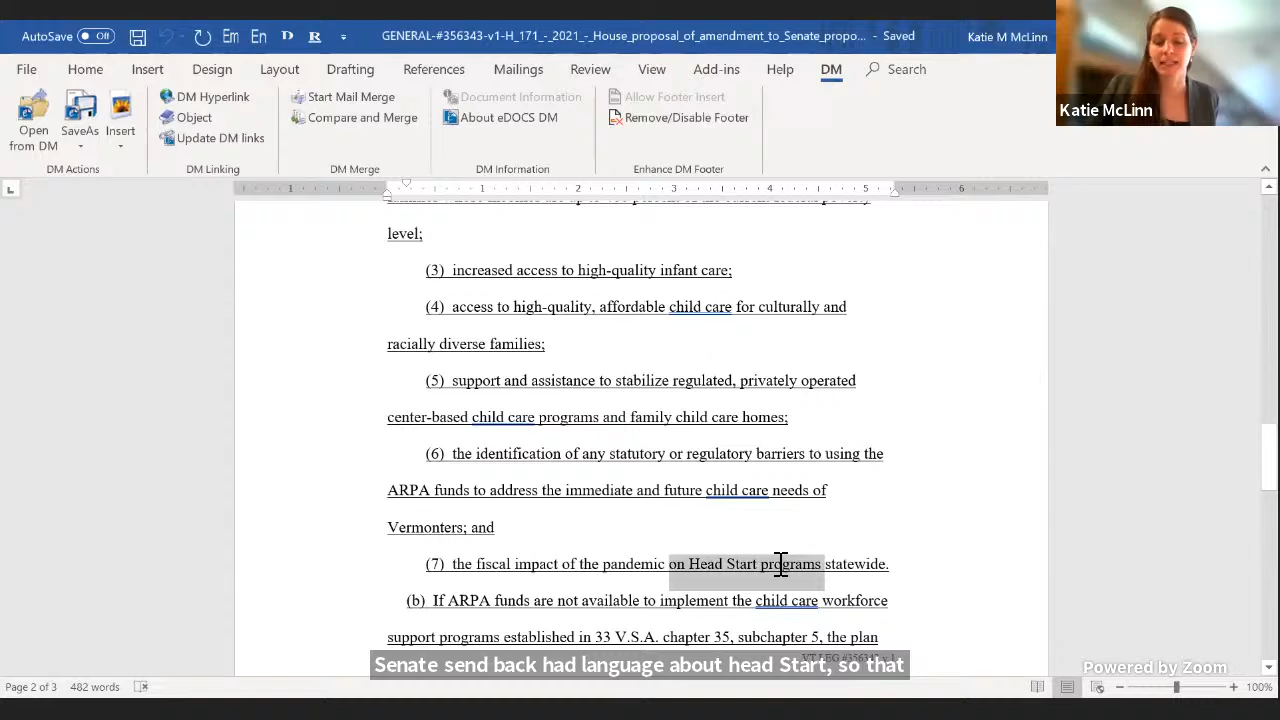 AutoSave Off Em En D R GENERAL-#356343-v1-H_171_-_2021_-_House_proposal_of_amendment_to_Senate_propo... - Saved Katie M McLinn
File Home Insert Design Layout Drafting References Mailings Review View Add-ins Help DM Search
DM Hyperlink Start Mail Merge Document Information Allow Footer Insert
Katie McLinn
Object Compare and Merge About eDOCS DM Remove/Disable Footer
Open from DM SaveAs Insert Update DM links
DM Actions DM Linking DM Merge DM Information Enhance DM Footer
1 1 2 3 4 5 6
level;
(3) increased access to high-quality infant care;
(4) access to high-quality, affordable child care for culturally and
racially diverse families;
(5) support and assistance to stabilize regulated, privately operated
center-based child care programs and family child care homes;
(6) the identification of any statutory or regulatory barriers to using the
ARPA funds to address the immediate and future child care needs of
Vermonters; and
(7) the fiscal impact of the pandemic on Head Start programs statewide.
(b) If ARPA funds are not available to implement the child care workforce
support programs established in 33 V.S.A. chapter 35, subchapter 5, the plan
Senate send back had language about head Start, so that
Powered by Zoom
Page 2 of 3 482 words 100%